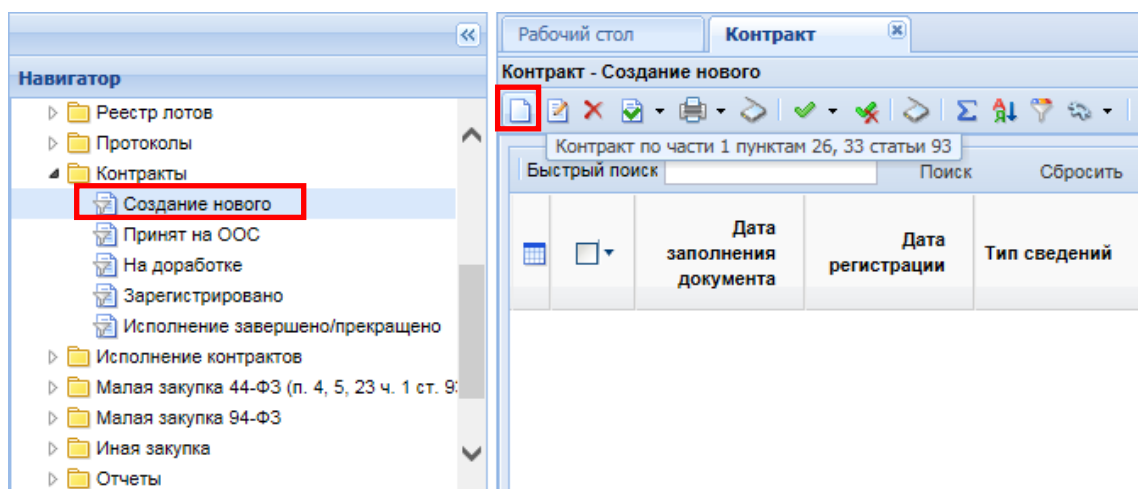 Навигатор
Реестр лотов
Протоколы
Контракты
Создание нового
Принят на ООС
На доработке
Зарегистрировано
Исполнение завершено/прекращено
Исполнение контрактов
Малая закупка 44-ФЗ (п. 4, 5, 23 ч. 1 ст. 9
Малая закупка 94-ФЗ
Иная закупка
Отчеты
Рабочий стол
Контракт
Контракт - Создание нового
Контракт по части 1 пунктам 26, 33 статьи 93
Быстрый поиск Поиск Сбросить
Дата заполнения документа
Дата регистрации
Тип сведений